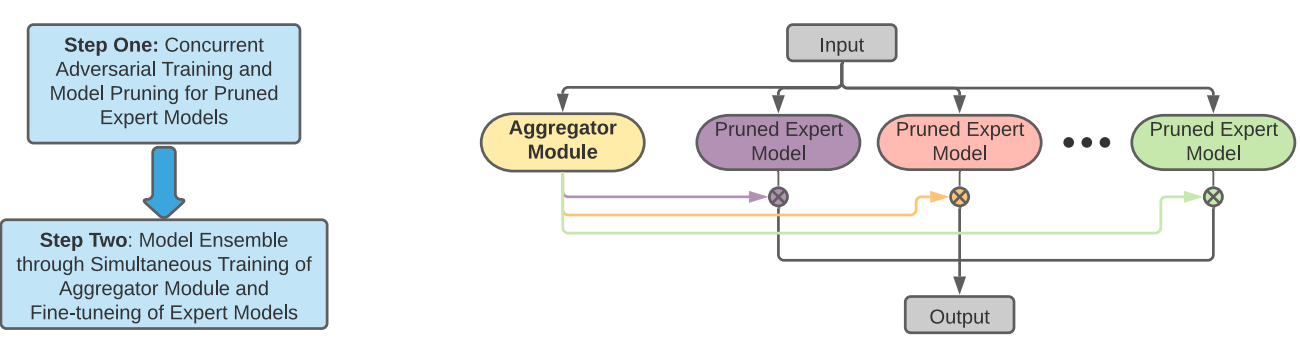 Step One: Concurrent
Adversarial Training and
Model Pruning for Pruned
Expert Models
Step Two: Model Ensemble
through Simultaneous Training of
Aggregator Module and
Fine-tuneing of Expert Models
Input
Aggregator
Module
Pruned Expert
Model
Pruned Expert
Model
Pruned Expert
Model
Output